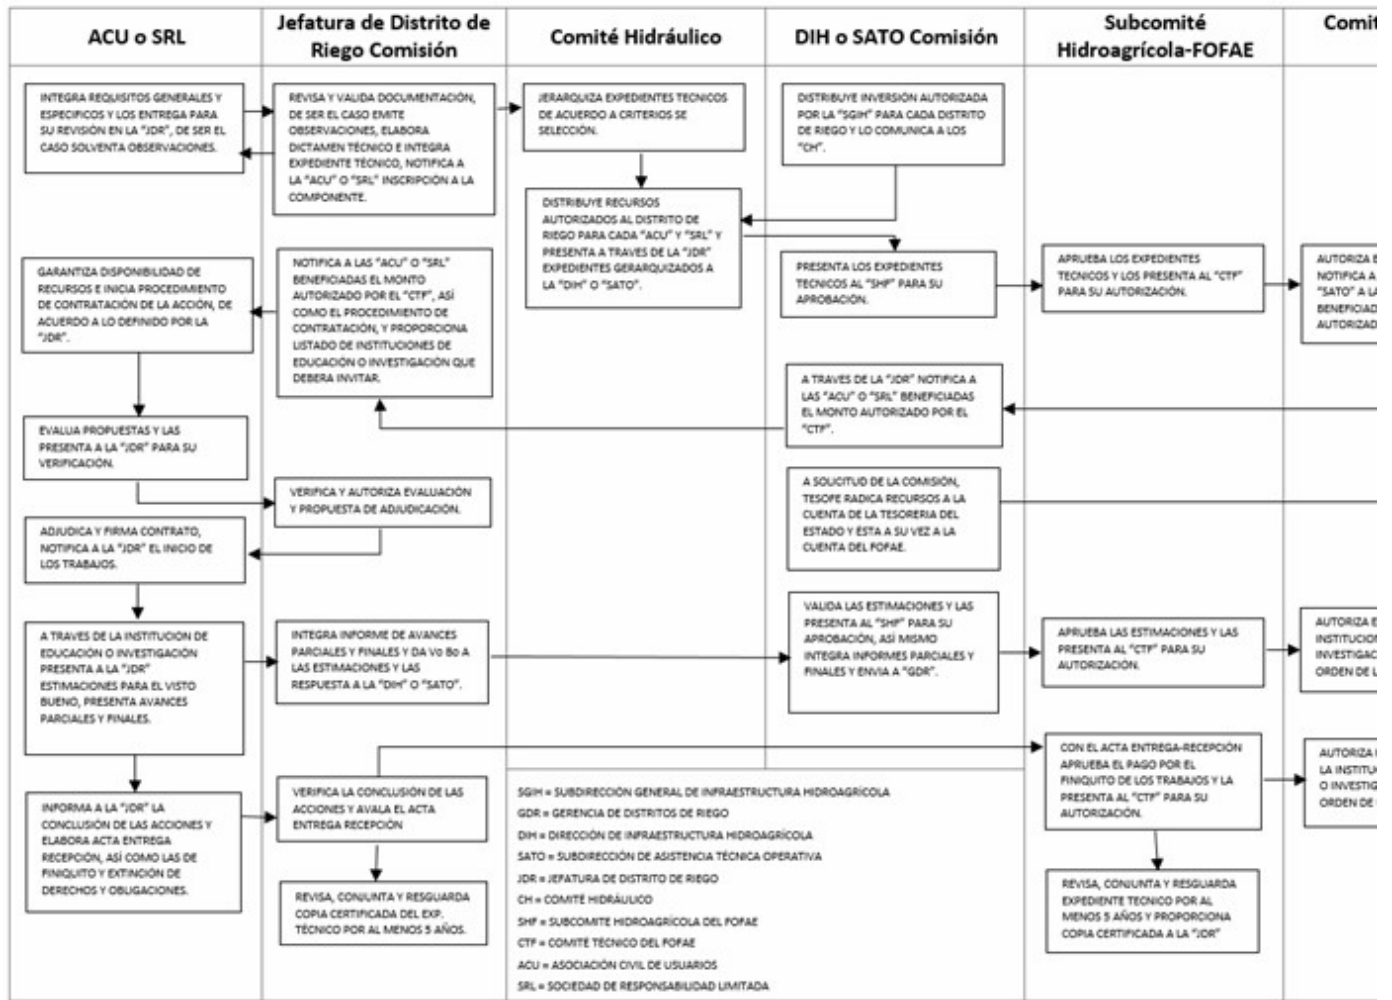 ACU o SRL
Jefatura de Distrito de
Riego Comisión
Comité Hidráulico
DIH o SATO Comisión
Subcomité
Hidroagrícola-FOFAE
INTEGRA REQUISITOS GENERALES Y
ESPECIFICOS Y LOS ENTREGA PARA
SU REVISIÓN EN LA "JDR", DE SER EL
CASO SOLVENTA OBSERVACIONES.
REVISA Y VALIDA DOCUMENTACIÓN,
DE SER EL CASO EMITE
OBSERVACIONES, ELABORA
DICTAMEN TÉCNICO E INTEGRA
EXPEDIENTE TÉCNICO, NOTIFICA A
LA "ACU" O "SRL" INSCRIPCIÓN A LA
COMPONENTE.
JERARQUIZA EXPEDIENTES TECNICOS
DE ACUERDO A CRITERIOS SE
SELECCIÓN.
DISTRIBUYE INVERSIÓN AUTORIZADA
POR LA "SGIH" PARA CADA DISTRITO
DE RIEGO Y LO COMUNICA A LOS
"CH".
DISTRIBUYE RECURSOS
AUTORIZADOS AL DISTRITO DE
RIEGO PARA CADA "ACU" Y "SRL" Y
PRESENTA A TRAVES DE LA "JDR"
EXPEDIENTES GERARQUIZADOS A
LA "DIH" O "SATO".
PRESENTA LOS EXPEDIENTES
TECNICOS AL "SHF" PARA SU
APROBACIÓN.
APRUEBA LOS EXPEDIENTES
TECNICOS Y LOS PRESENTA AL "CTF"
PARA SU AUTORIZACIÓN.
AUTORIZA
NOTIFICA A
"SATO" A
BENEFICIAD
AUTORIZAD
GARANTIZA DISPONIBILIDAD DE
RECURSOS E INICIA PROCEDIMIENTO
DE CONTRATACIÓN DE LA ACCIÓN, DE
ACUERDO A LO DEFINIDO POR LA
"JDR".
NOTIFICA A LAS "ACU" O "SRL"
BENEFICIADAS EL MONTO
AUTORIZADO POR EL "CTF", ASÍ
COMO EL PROCEDIMIENTO DE
CONTRATACIÓN, Y PROPORCIONA
LISTADO DE INSTITUCIONES DE
EDUCACIÓN O INVESTIGACIÓN QUE
DEBERA INVITAR.
A TRAVES DE LA "JDR" NOTIFICA A
LAS "ACU" O "SRL" BENEFICIADAS
EL MONTO AUTORIZADO POR EL
"CTF".
EVALUA PROPUESTAS Y LAS
PRESENTA A LA "JDR" PARA SU
VERIFICACIÓN.
VERIFICA Y AUTORIZA EVALUACIÓN
Y PROPUESTA DE ADJUDICACIÓN.
A SOLICITUD DE LA COMISIÓN,
TESOFE RADICA RECURSOS A LA
CUENTA DE LA TESORERIA DEL
ESTADO Y ÉSTA A SU VEZ A LA
CUENTA DEL FOFAE.
ADJUDICA Y FIRMA CONTRATO,
NOTIFICA A LA "JDR" EL INICIO DE
LOS TRABAJOS.
A TRAVES DE LA INSTITUCION DE
EDUCACIÓN O INVESTIGACIÓN
PRESENTA A LA "JDR"
ESTIMACIONES PARA EL VISTO
BUENO, PRESENTA AVANCES
PARCIALES Y FINALES.
INTEGRA INFORME DE AVANCES
PARCIALES Y FINALES Y DA Vo Bo A
LAS ESTIMACIONES Y LAS
RESPUESTA A LA "DIH" O "SATO".
VALIDA LAS ESTIMACIONES Y LAS
PRESENTA AL "SHF" PARA SU
APROBACIÓN, ASÍ MISMO
INTEGRA INFORMES PARCIALES Y
FINALES Y ENVIA A "GDR".
APRUEBA LAS ESTIMACIONES Y LAS
PRESENTA AL "CTF" PARA SU
AUTORIZACIÓN.
AUTORIZA
INSTITUCION
INVESTIGAC
ORDEN DE
INFORMA A LA "JDR" LA
CONCLUSIÓN DE LAS ACCIONES Y
ELABORA ACTA ENTREGA
RECEPCIÓN, ASÍ COMO LAS DE
FINIQUITO Y EXTINCIÓN DE
DERECHOS Y OBLIGACIONES.
VERIFICA LA CONCLUSIÓN DE LAS
ACCIONES Y AVALA EL ACTA
ENTREGA RECEPCIÓN
REVISA, CONJUNTA Y RESGUARDA
COPIA CERTIFICADA DEL EXP.
TÉCNICO POR AL MENOS 5 AÑOS.
CON EL ACTA ENTREGA-RECEPCIÓN
APRUEBA EL PAGO POR EL
FINIQUITO DE LOS TRABAJOS Y LA
PRESENTA AL "CTF" PARA SU
AUTORIZACIÓN.
AUTORIZA
LA INSTITU
O INVESTIG
ORDEN DE
REVISA, CONJUNTA Y RESGUARDA
EXPEDIENTE TECNICO POR AL
MENOS 5 AÑOS Y PROPORCIONA
COPIA CERTIFICADA A LA "JDR"
SGIH = SUBDIRECCIÓN GENERAL DE INFRAESTRUCTURA HIDROAGRÍCOLA
GDR = GERENCIA DE DISTRITOS DE RIEGO
DIH = DIRECCIÓN DE INFRAESTRUCTURA HIDROAGRÍCOLA
SATO = SUBDIRECCIÓN DE ASISTENCIA TÉCNICA OPERATIVA
JDR = JEFATURA DE DISTRITO DE RIEGO
CH = COMITÉ HIDRÁULICO
SHF = SUBCOMITE HIDROAGRÍCOLA DEL FOFAE
CTF = COMITÉ TÉCNICO DEL FOFAE
ACU = ASOCIACIÓN CIVIL DE USUARIOS
SRL = SOCIEDAD DE RESPONSABILIDAD LIMITADA